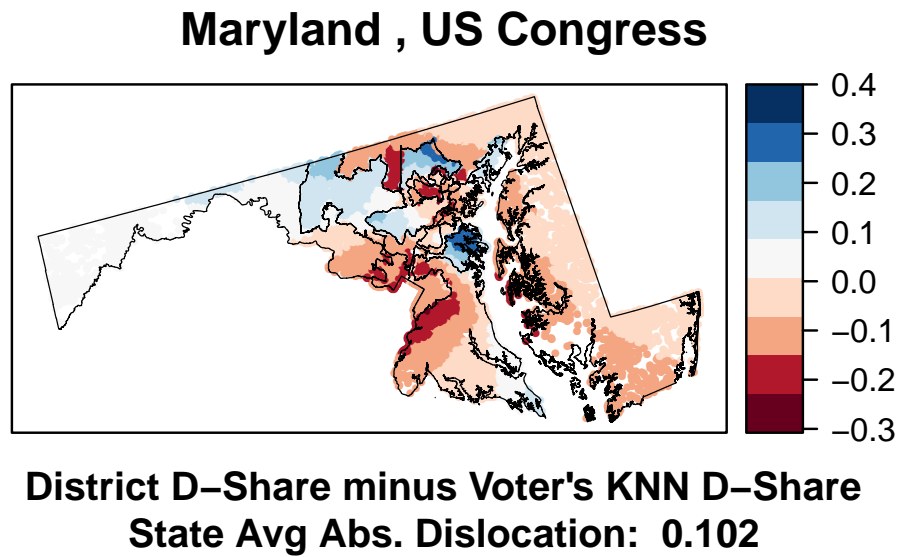 Maryland , US Congress
0.4
0.3
0.2
0.1
0.0
−0.1
−0.2
−0.3
District D−Share minus Voter's KNN D−Share
State Avg Abs. Dislocation:  0.102